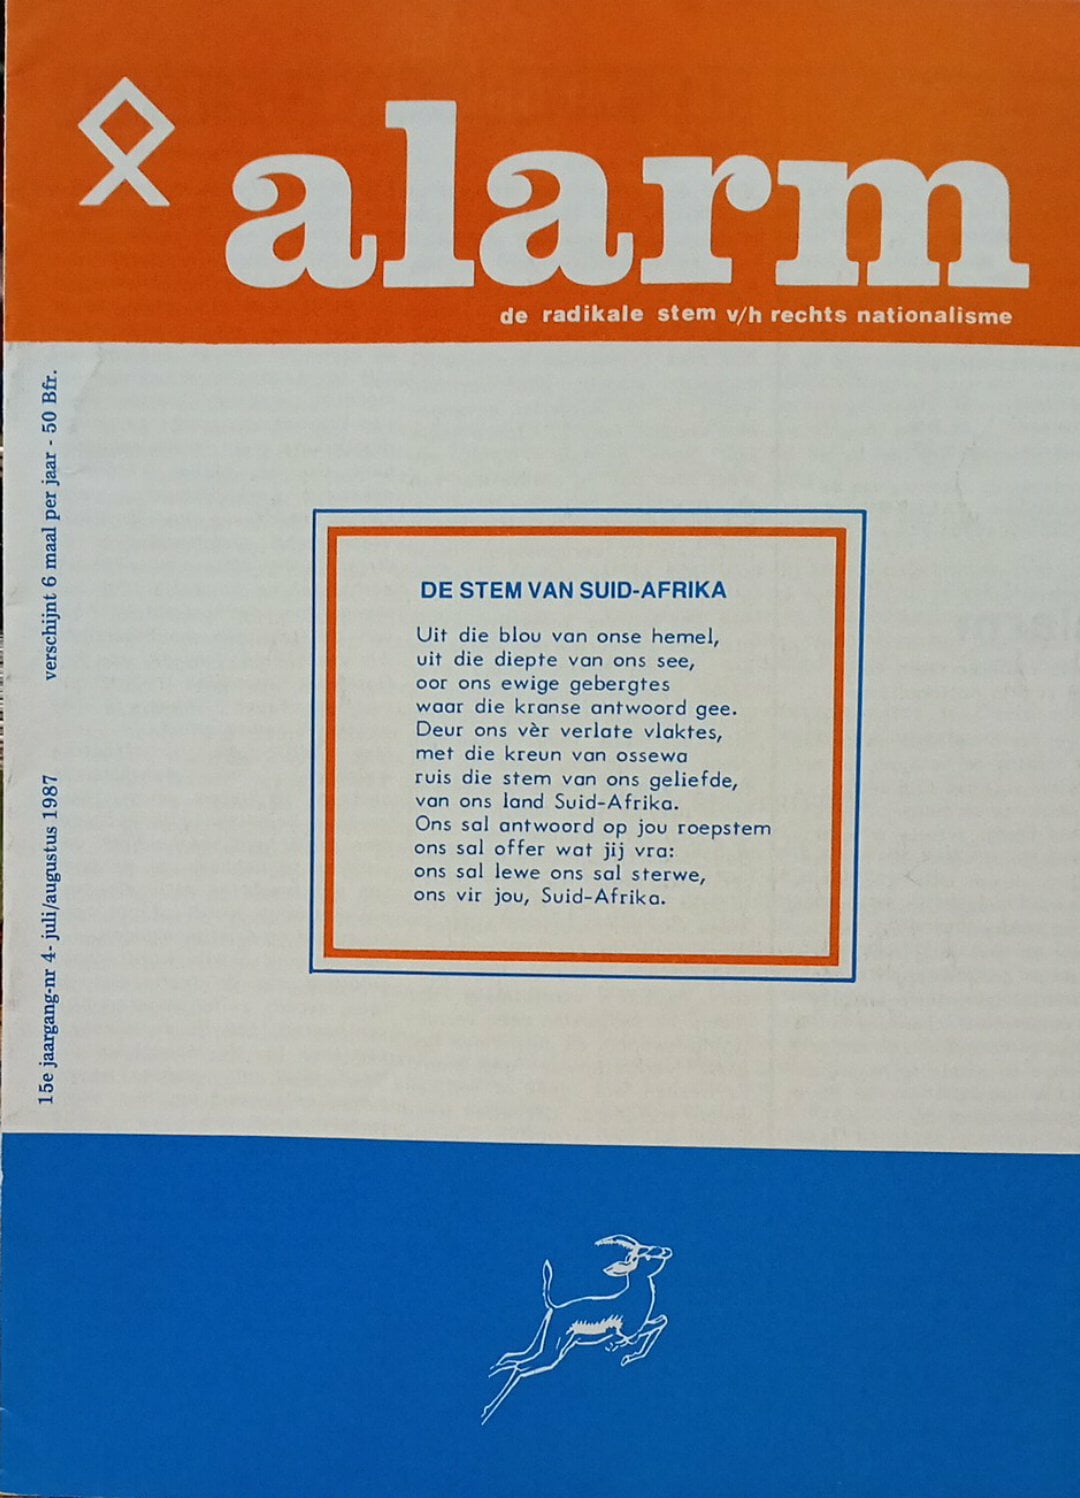 alarm
de radikale stem v/h rechts nationalisme
verschijnt 6 maal per jaar - 50 Bfr.
15e jaargang-nr 4- juli/augustus 1987
DE STEM VAN SUID-AFRIKA
Uit die blou van onse hemel,
uit die diepte van ons see,
oor ons ewige gebergtes
waar die kranse antwoord gee.
Deur ons vèr verlate vlaktes,
met die kreun van ossewa
ruis die stem van ons geliefde,
van ons land Suid-Afrika.
Ons sal antwoord op jou roepstem
ons sal offer wat jij vra:
ons sal lewe ons sal sterwe,
ons vir jou, Suid-Afrika.